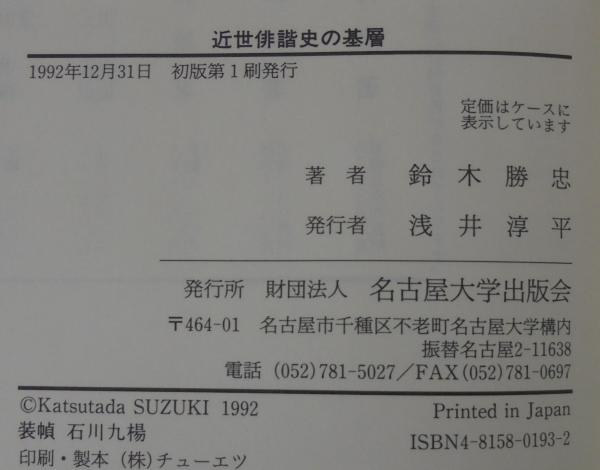 近世俳諧史の基層
1992年12月31日　初版第1刷発行
定価はケースに
表示しています
著者　鈴木勝忠
発行者　浅井淳平
発行所　財団法人　名古屋大学出版会
〒464-01　名古屋市千種区不老町名古屋大学構内
振替名古屋2-11638
電話 (052)781-5027／FAX(052)781-0697
©Katsutada SUZUKI 1992
Printed in Japan
装幀 石川九楊
ISBN4-8158-0193-2
印刷・製本 (株)チューエツ